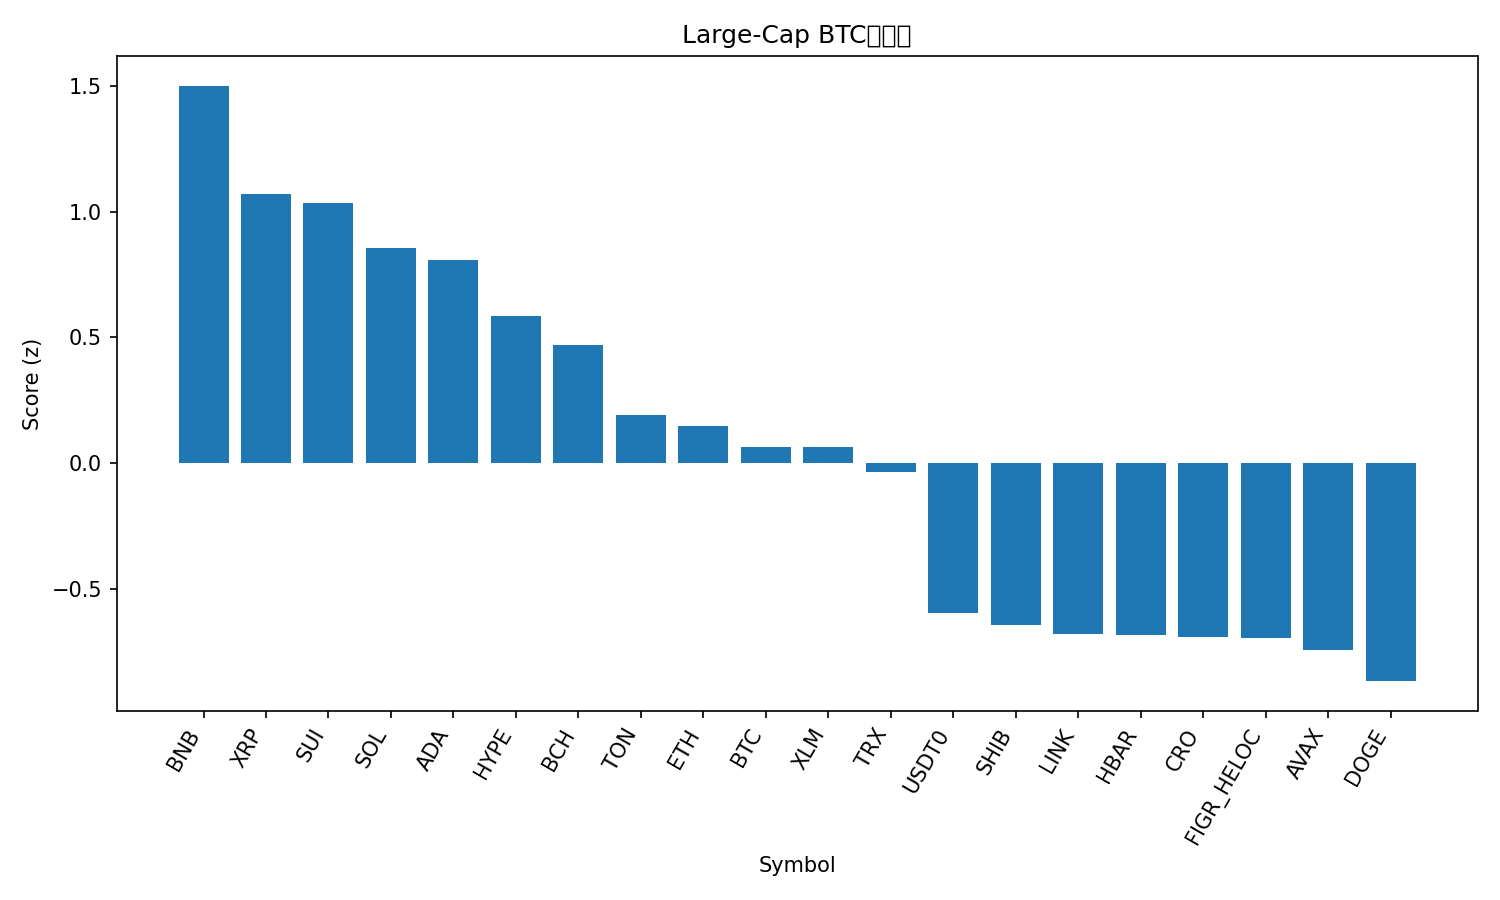 Large-Cap BTC
1.5
1.0
0.5
0.0
−0.5
Score (z)
BNB
XRP
SUI
SOL
ADA
HYPE
BCH
TON
ETH
BTC
XLM
TRX
USDT0
SHIB
LINK
HBAR
CRO
FIGR_HELOC
AVAX
DOGE
Symbol